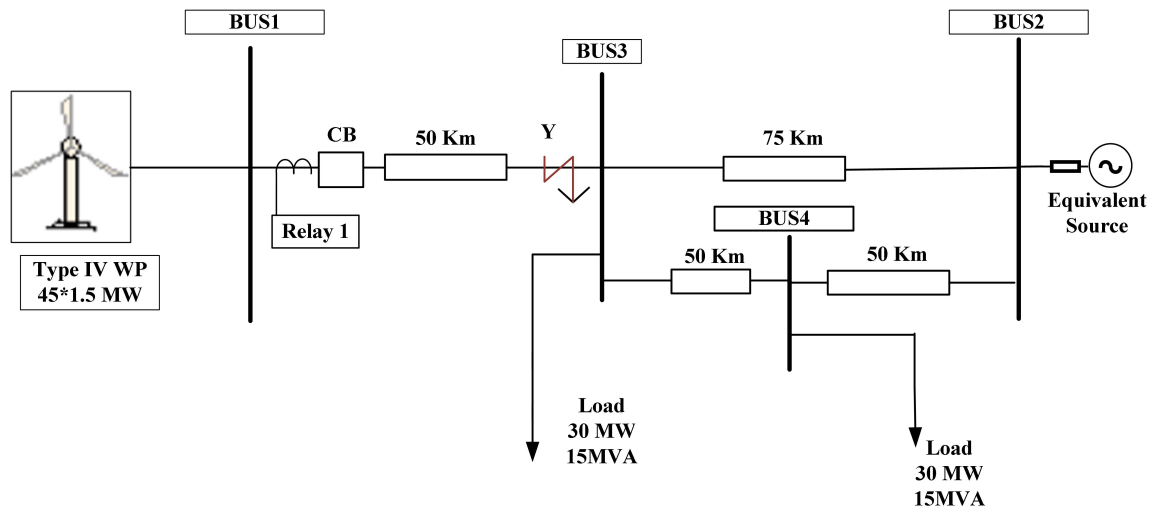 BUS1
BUS2
BUS3
CB
50 Km
Y
75 Km
Relay 1
BUS4
Equivalent
Source
Type IV WP
45*1.5 MW
50 Km
50 Km
Load
30 MW
15MVA
Load
30 MW
15MVA